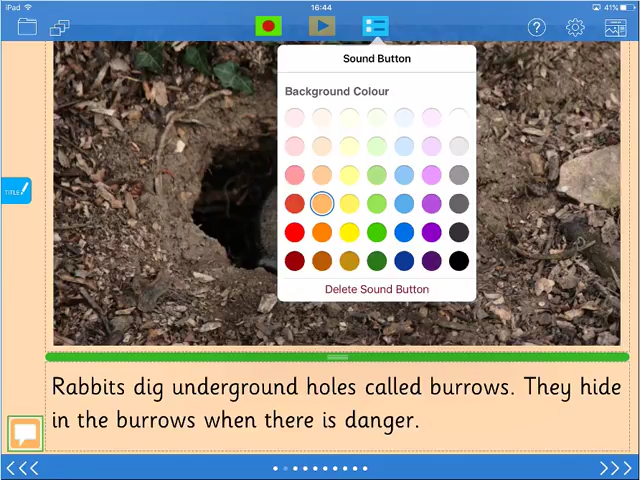 iPad
16:44
41%
Sound Button
Background Colour
TITLE
Delete Sound Button
Rabbits dig underground holes called burrows. They hide
in the burrows when there is danger.